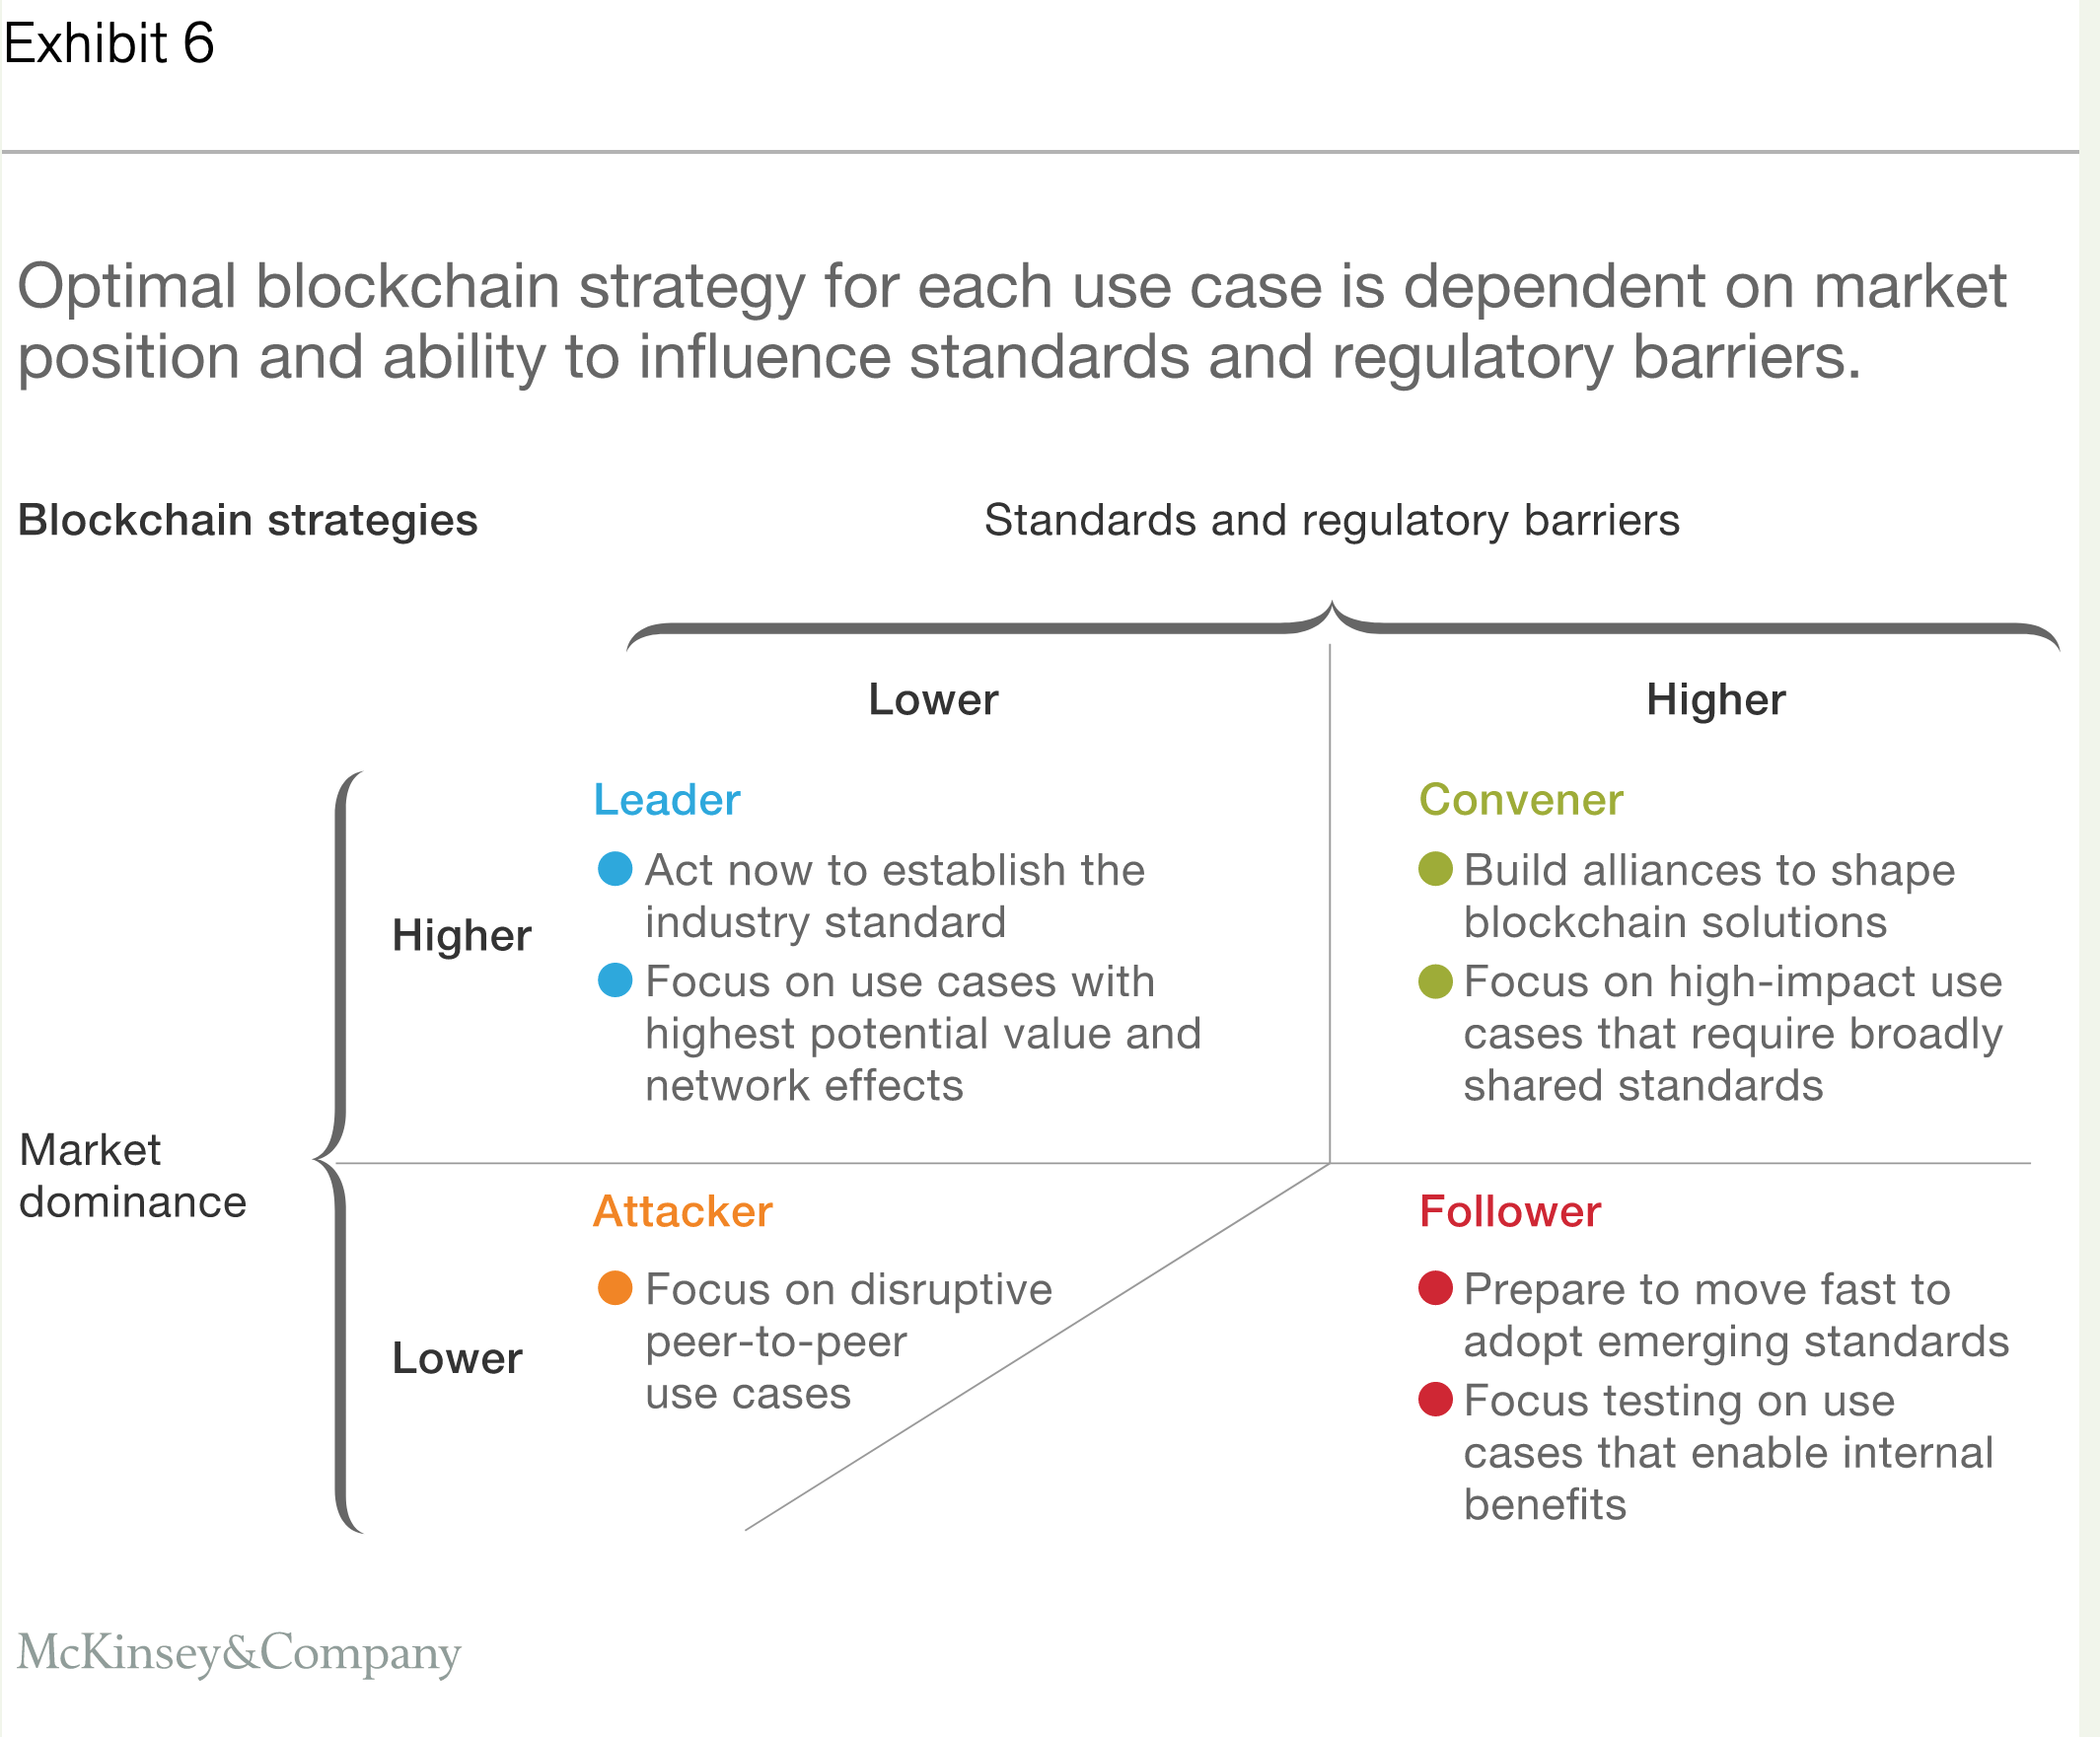 Exhibit 6
Optimal blockchain strategy for each use case is dependent on market
position and ability to influence standards and regulatory barriers.
Blockchain strategies
Standards and regulatory barriers
Lower
Higher
Market
dominance
Higher
Leader
Act now to establish the
industry standard
Focus on use cases with
highest potential value and
network effects
Convener
Build alliances to shape
blockchain solutions
Focus on high-impact use
cases that require broadly
shared standards
Lower
Attacker
Focus on disruptive
peer-to-peer
use cases
Follower
Prepare to move fast to
adopt emerging standards
Focus testing on use
cases that enable internal
benefits
McKinsey&Company